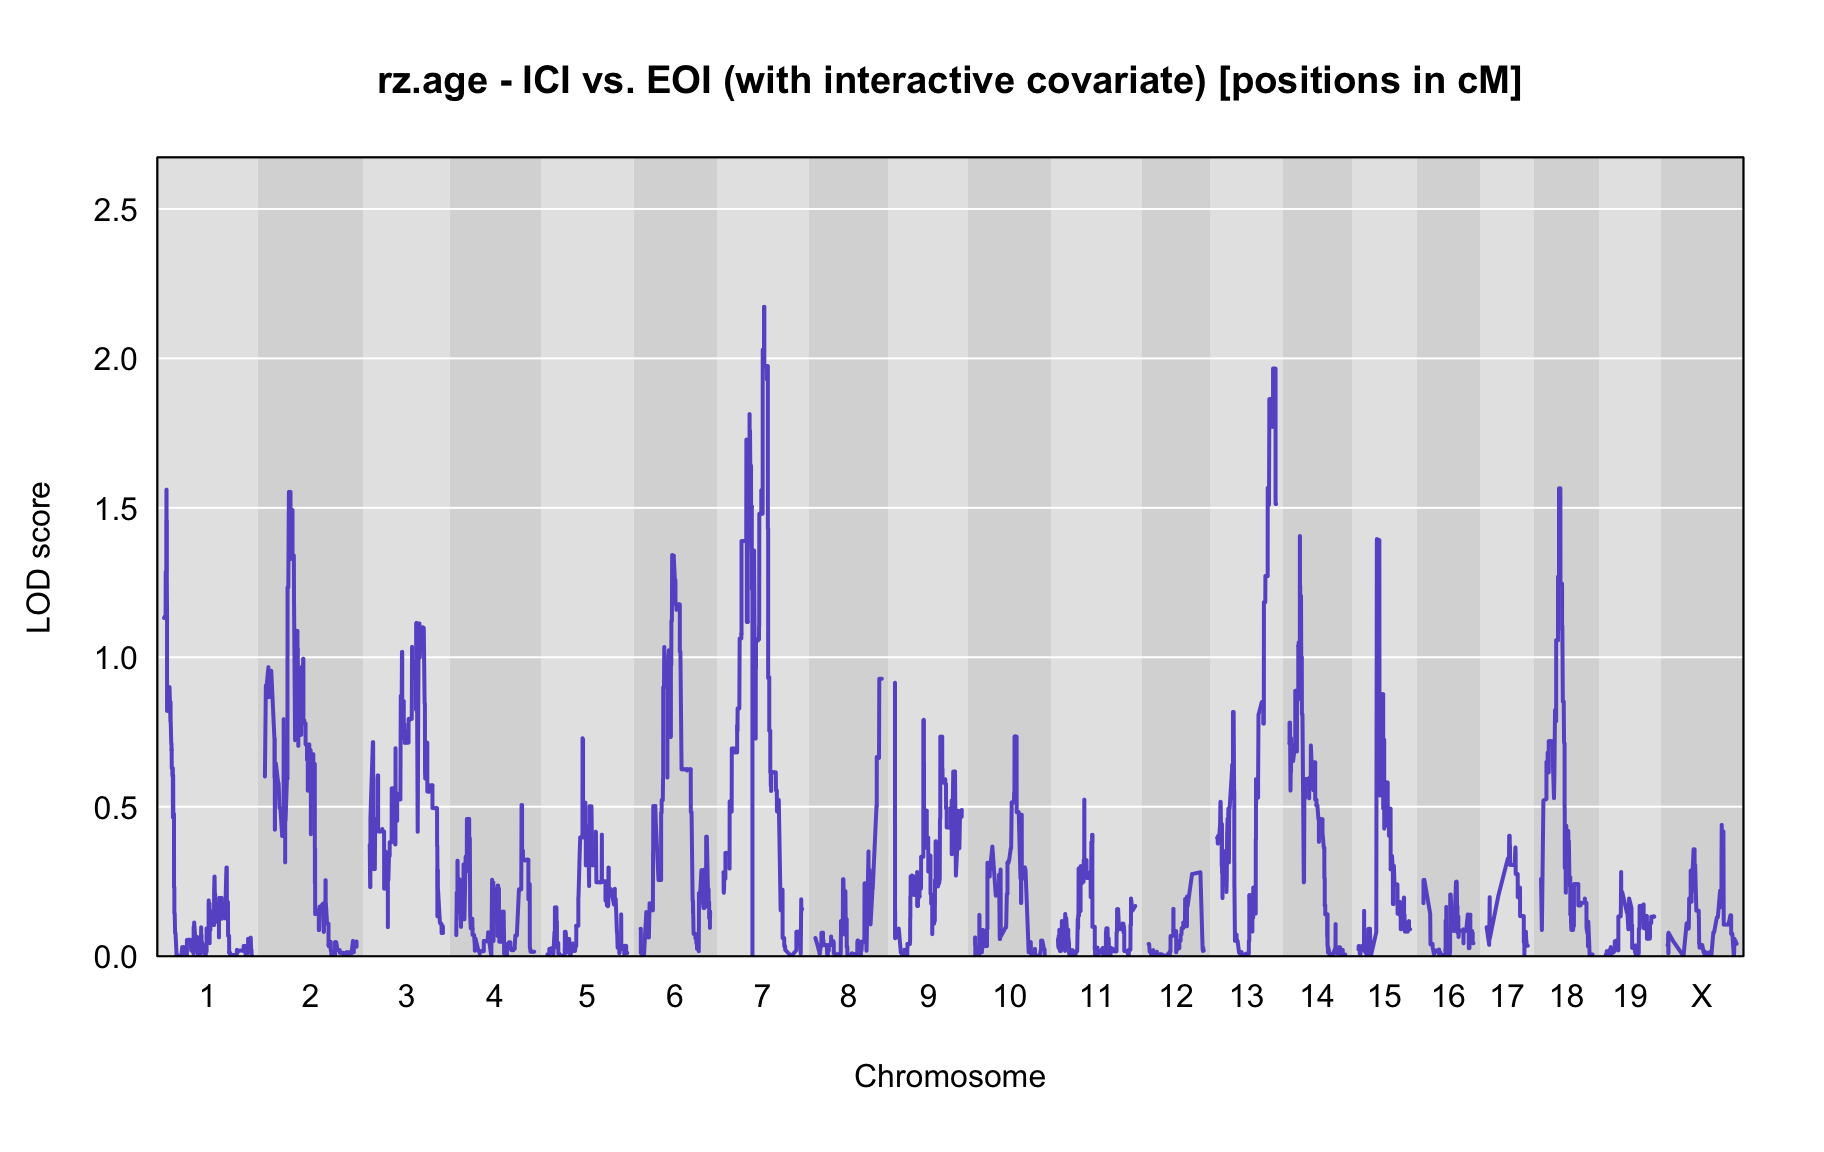 rz.age - ICI vs. EOI (with interactive covariate) [positions in cM]
LOD score
2.5
2.0
1.5
1.0
0.5
0.0
1 2 3 4 5 6 7 8 9 10 11 12 13 14 15 16 17 18 19 X
Chromosome